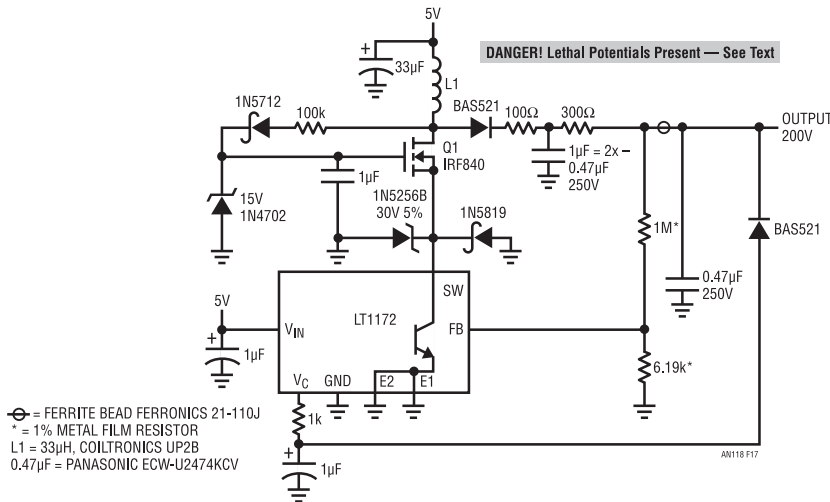 5V
DANGER! Lethal Potentials Present — See Text
+
33µF
L1
1N5712
100k
BAS521
100Ω
300Ω
OUTPUT
200V
Q1
IRF840
1µF = 2x –
0.47µF
250V
1µF
15V
1N4702
1N5256B
30V 5%
1N5819
1M*
BAS521
0.47µF
250V
5V
+
1µF
SW
LT1172
VIN
FB
VC
GND
E2
E1
6.19k*
1k
+
1µF
= FERRITE BEAD FERRONICS 21-110J
* = 1% METAL FILM RESISTOR
L1 = 33µH, COILTRONICS UP2B
0.47µF = PANASONIC ECW-U2474KCV
AN118 F17